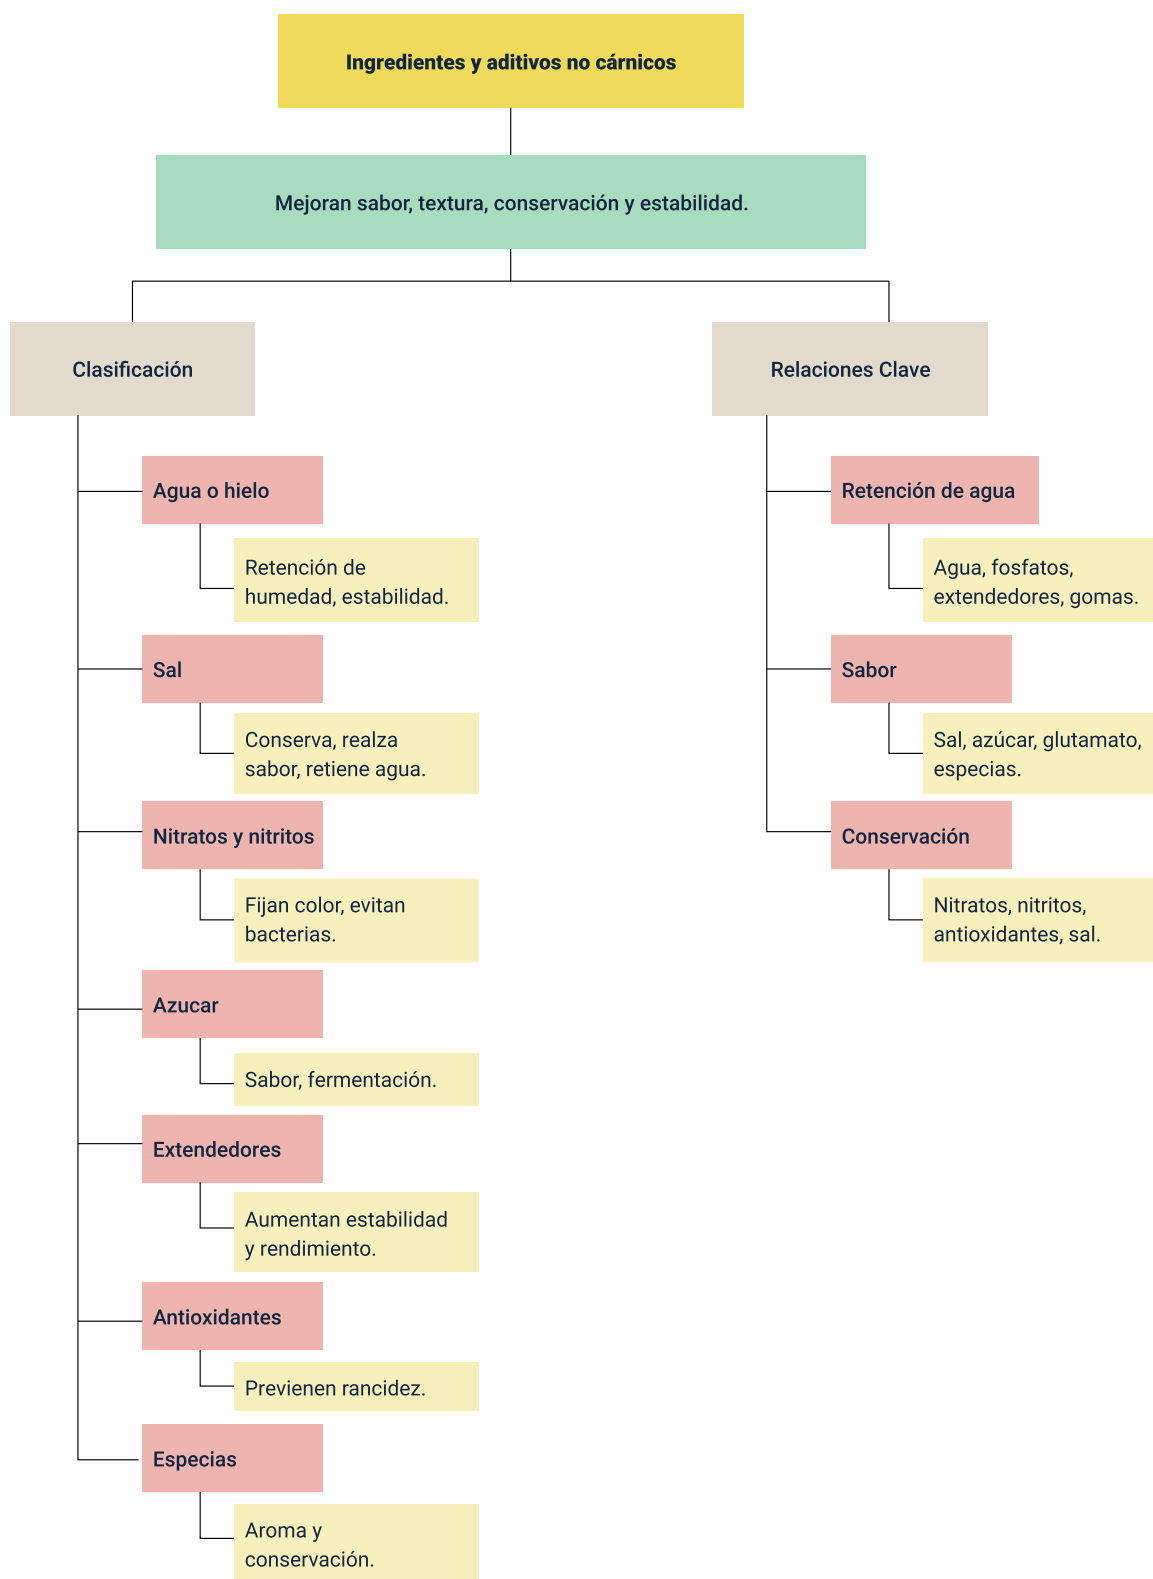 Ingredientes y aditivos no cárnicos
Mejoran sabor, textura, conservación y estabilidad.
Clasificación
Agua o hielo
Retención de
humedad, estabilidad.
Sal
Conserva, realza
sabor, retiene agua.
Nitratos y nitritos
Fijan color, evitan
bacterias.
Azucar
Sabor, fermentación.
Extendedores
Aumentan estabilidad
y rendimiento.
Antioxidantes
Previenen rancidez.
Especias
Aroma y
conservación.
Relaciones Clave
Retención de agua
Agua, fosfatos,
extendedores, gomas.
Sabor
Sal, azúcar, glutamato,
especias.
Conservación
Nitratos, nitritos,
antioxidantes, sal.